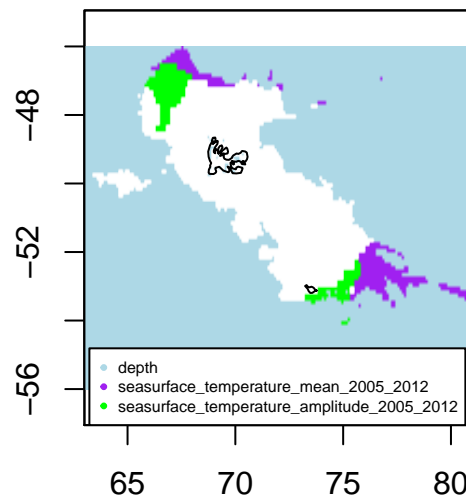 −48
−52
−56
depth
seasurface_temperature_mean_2005_2012
seasurface_temperature_amplitude_2005_2012
65 70 75 80